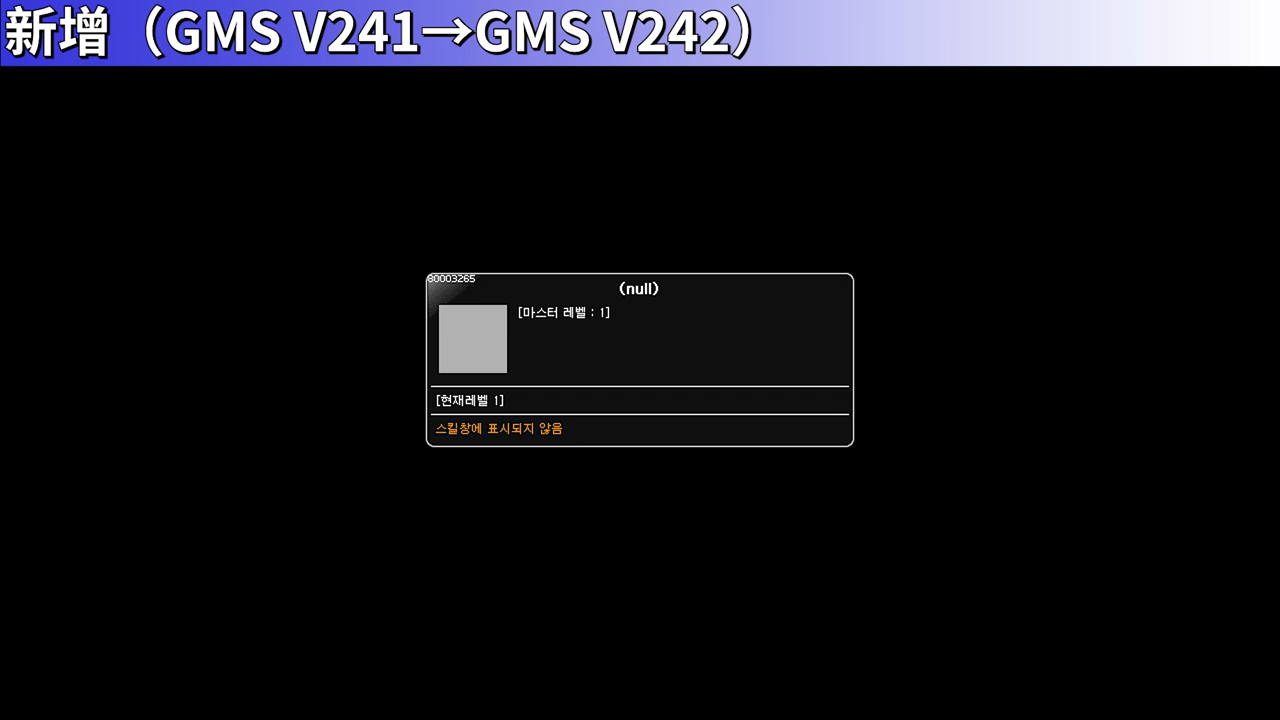 新增（GMS V241→GMS V242）
80003265
(null)
[마스터 레벨 : 1]
[현재레벨 1]
스킬창에 표시되지 않음